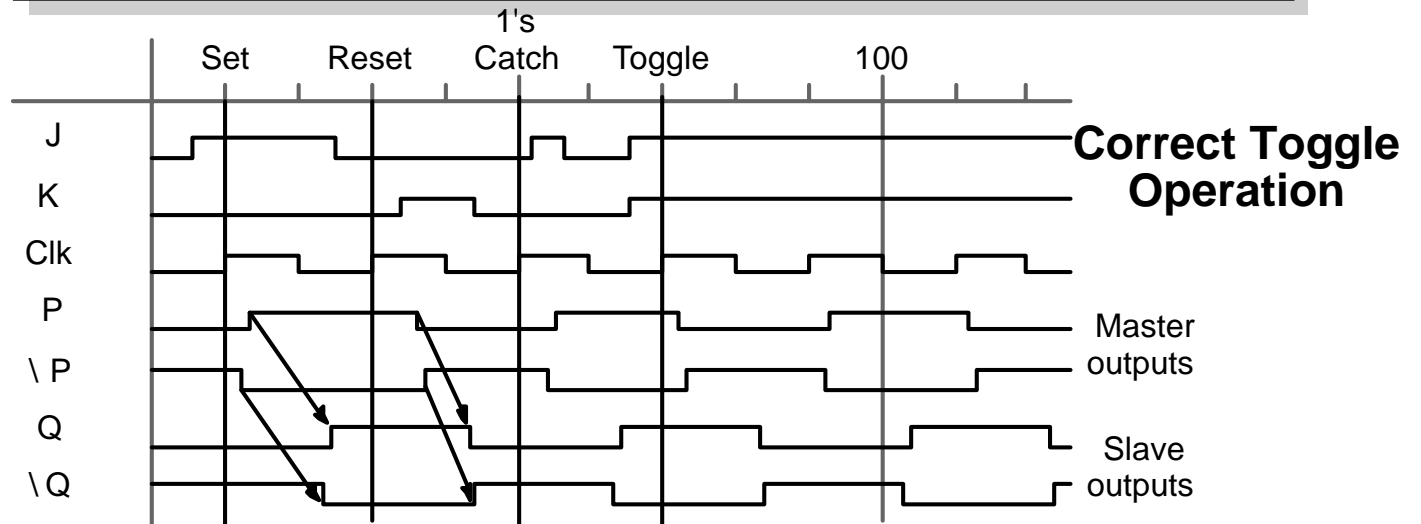 1's
Set Reset Catch Toggle 100
J
Correct Toggle
Operation
K
Clk
P
Master
outputs
\ P
Q
Slave
outputs
\ Q